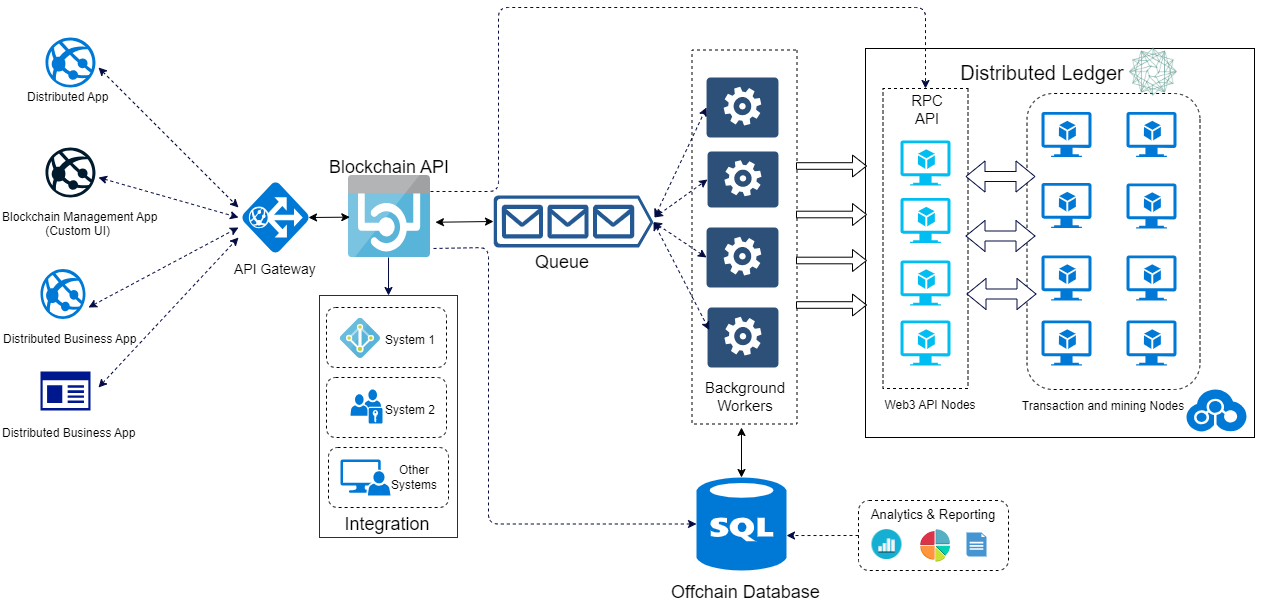 Distributed App
Blockchain Management App
(Custom UI)
Distributed Business App
Distributed Business App
API Gateway
Blockchain API
System 1
System 2
Other
Systems
Integration
Queue
Background
Workers
SQL
Offchain Database
Analytics & Reporting
Distributed Ledger
RPC
API
Web3 API Nodes
Transaction and mining Nodes